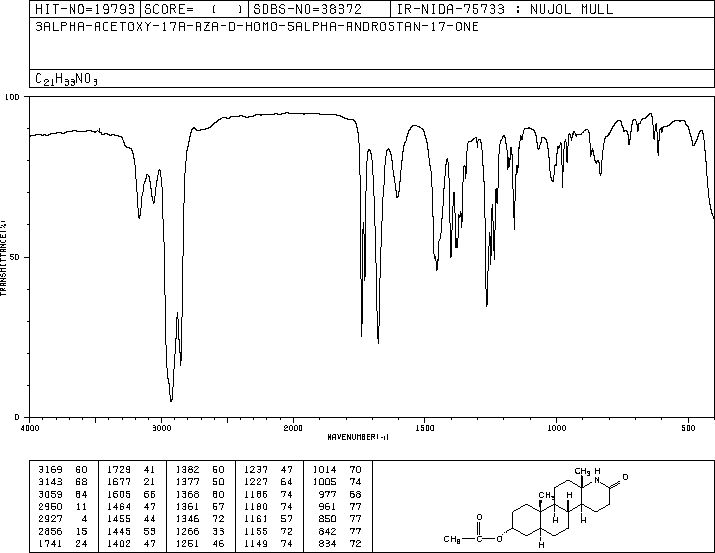 HIT-NO=19793 SCORE= ( ) SDBS-NO=38372 IR-NIDA-75733 : NUJOL MULL
3ALPHA-ACETOXY-17A-AZA-D-HOMO-5ALPHA-ANDROSTAN-17-ONE
C21H33NO3
100
50
0
TRANSMITTANCE(%)
4000 3000 2000 1500 1000 500
WAVENUMBER(-1)
3169 60 1729 41 1382 50 1237 47 1014 70
3143 68 1677 21 1377 50 1227 64 1005 74
3059 64 1605 66 1368 60 1186 74 977 68
2960 11 1464 47 1361 57 1180 74 961 77
2927 4 1455 44 1346 72 1161 57 850 77
2856 15 1445 53 1266 33 1155 72 842 77
1741 24 1402 47 1251 46 1149 74 834 72
CH3 H
N O
CH3
H H
O H
CH3 C O
H